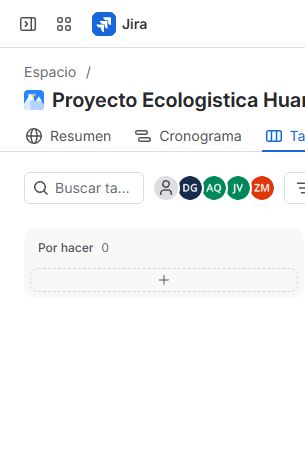 Jira
Espacio /
Proyecto Ecologistica Huar
Resumen Cronograma Ta
Buscar ta... DG AQ JV ZM
Por hacer 0
+